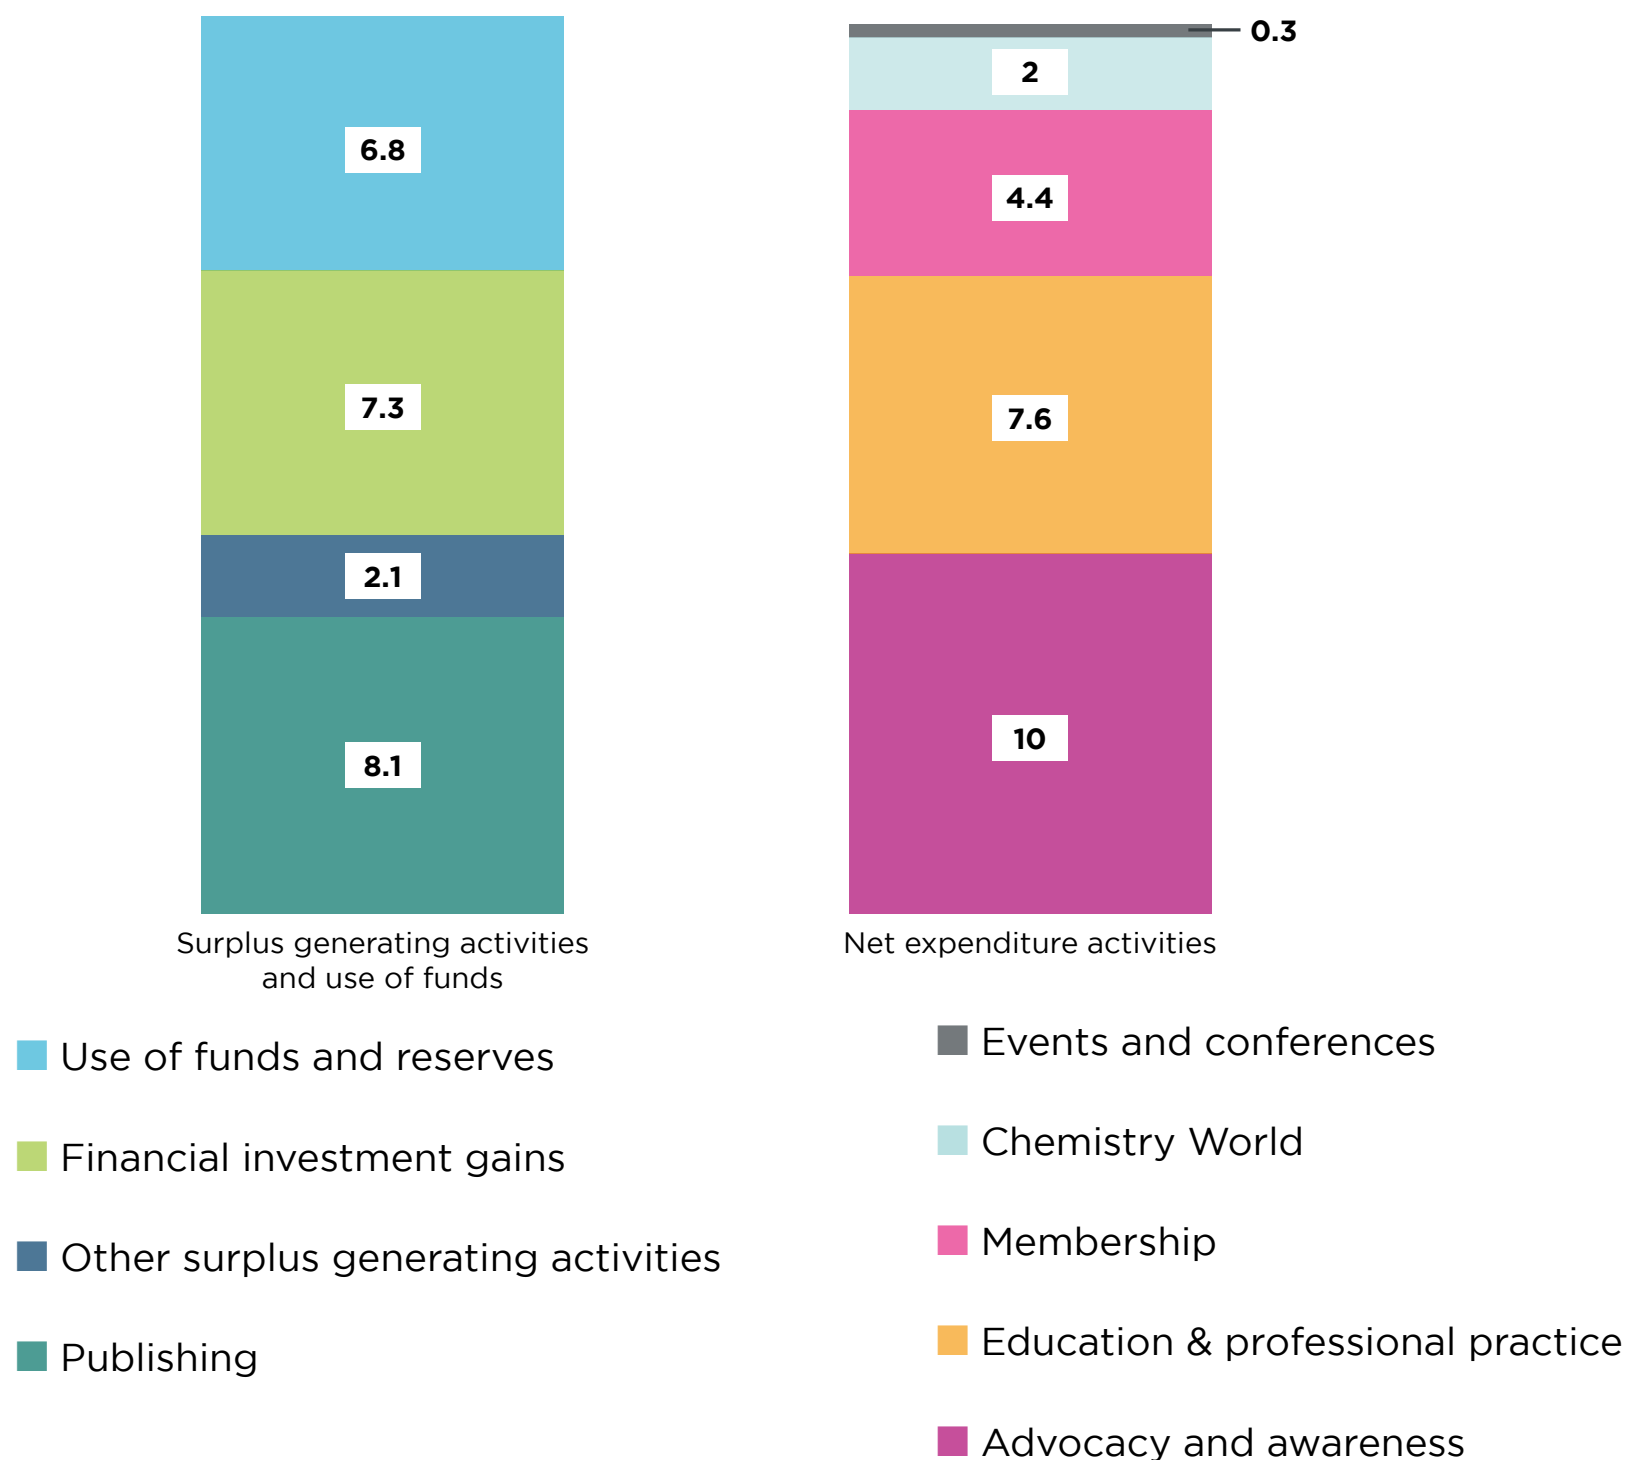 6.8
7.3
2.1
8.1
Surplus generating activities
and use of funds
0.3
2
4.4
7.6
10
Net expenditure activities
Use of funds and reserves
Financial investment gains
Other surplus generating activities
Publishing
Events and conferences
Chemistry World
Membership
Education & professional practice
Advocacy and awareness